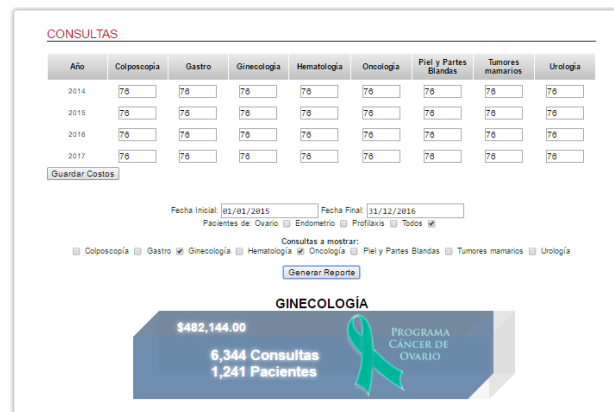 CONSULTAS
Año Colposcopia Gastro Ginecologia Hematologia Oncologia Piel y Partes Blandas Tumores mamarios Urologia
2014 76 76 76 76 76 76 76 76
2015 76 76 76 76 76 76 76 76
2016 76 76 76 76 76 76 76 76
2017 76 76 76 76 76 76 76 76
Guardar Costos
Fecha Inicial: 01/01/2015 Fecha Final: 31/12/2016
Pacientes de: Ovario Endometrio Profilaxis Todos
Consultas a mostrar:
Colposcopía Gastro Ginecología Hematología Oncología Piel y Partes Blandas Tumores mamarios Urología
Generar Reporte
GINECOLOGÍA
$482,144.00
6,344 Consultas
1,241 Pacientes
PROGRAMA
CÁNCER DE
OVARIO